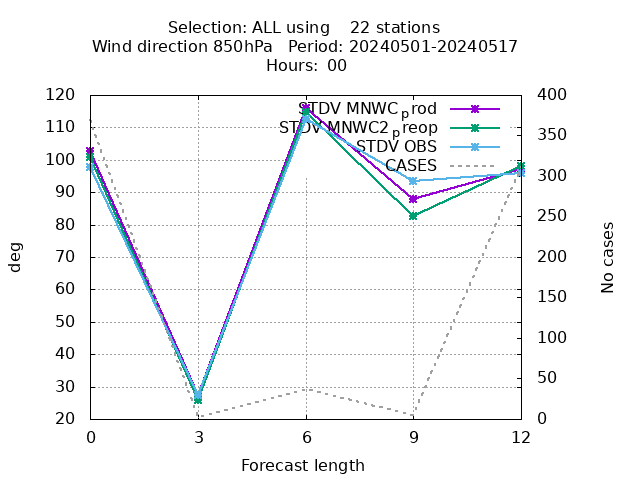 Selection: ALL using    22 stations
Wind direction 850hPa   Period: 20240501-20240517
Hours: 00
STDV MNWC_prod
STDV MNWC2_preop
STDV OBS
CASES
120
110
100
90
80
70
60
50
40
30
20
deg
400
350
300
250
200
150
100
50
0
No cases
0 3 6 9 12
Forecast length